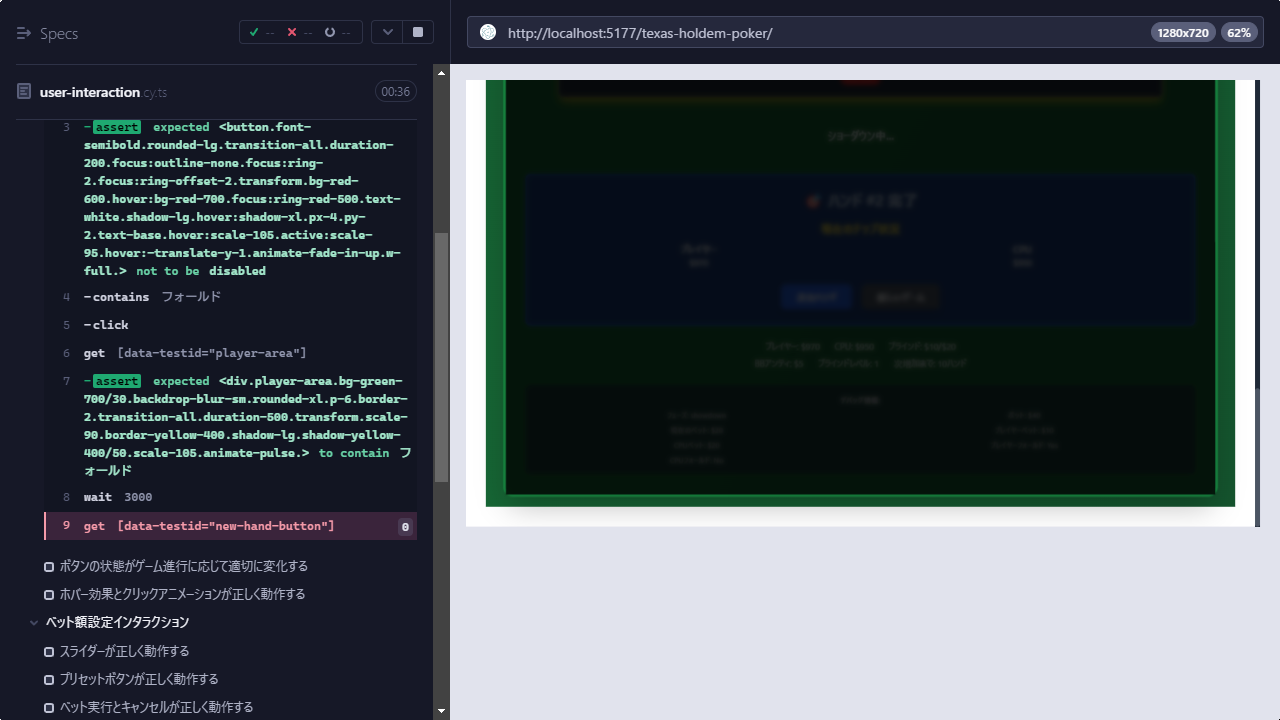 Specs
--
--
--
http://localhost:5177/texas-holdem-poker/
1280x720
62%
user-interaction.cy.ts
00:36
3 -assert expected <button.font-
semibold.rounded-lg.transition-all.duration-
200.focus:outline-none.focus:ring-
2.focus:ring-offset-2.transform.bg-red-
600.hover:bg-red-700.focus:ring-red-500.text-
white.shadow-lg.hover:shadow-xl.px-4.py-
2.text-base.hover:scale-105.active:scale-
95.hover:-translate-y-1.animate-fade-in-up.w-
full.> not to be disabled
4 -contains フォールド
5 -click
6 get [data-testid="player-area"]
7 -assert expected <div.player-area.bg-green-
700/30.backdrop-blur-sm.rounded-xl.p-6.border-
2.transition-all.duration-500.transform.scale-
90.border-yellow-400.shadow-lg.shadow-yellow-
400/50.scale-105.animate-pulse.> to contain フ
ォールド
8 wait 3000
9 get [data-testid="new-hand-button"] 0
ボタンの状態がゲーム進行に応じて適切に変化する
ホバー効果とクリックアニメーションが正しく動作する
ベット額設定インタラクション
スライダーが正しく動作する
プリセットボタンが正しく動作する
ベット実行とキャンセルが正しく動作する
ショーダウン中...
ハンド #2 完了